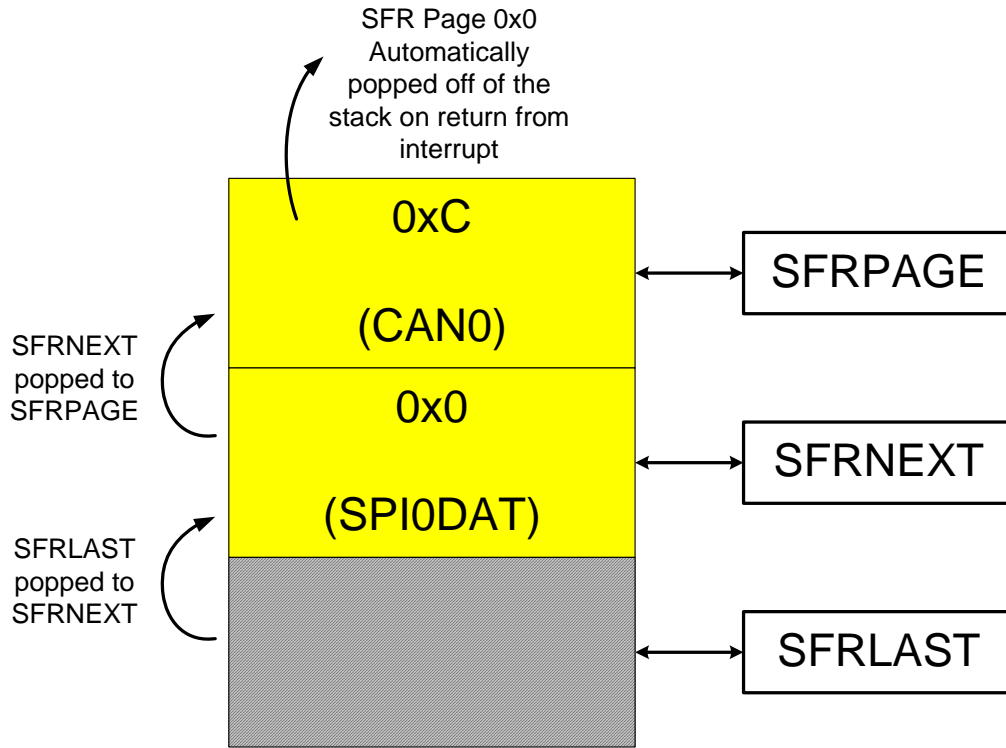 SFR Page 0x0
Automatically
popped off of the
stack on return from
interrupt
0xC
(CAN0)
SFRPAGE
SFRNEXT
popped to
SFRPAGE
0x0
(SPI0DAT)
SFRNEXT
SFRLAST
popped to
SFRNEXT
SFRLAST